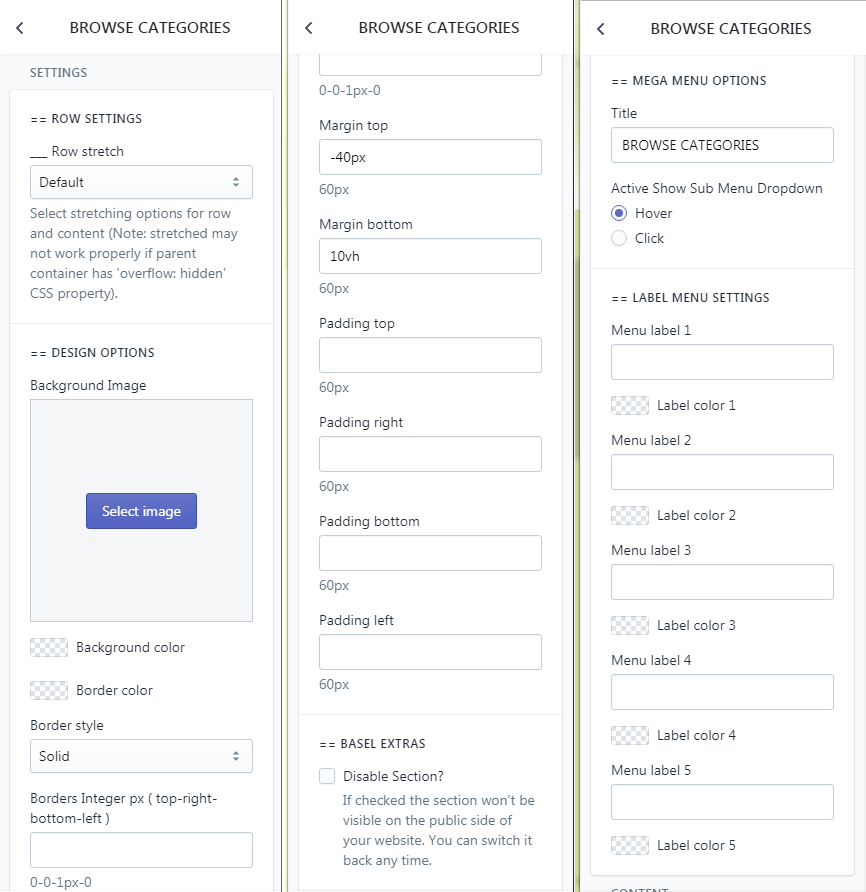 BROWSE CATEGORIES
SETTINGS
== ROW SETTINGS
___ Row stretch
Default
Select stretching options for row
and content (Note: stretched may
not work properly if parent
container has 'overflow: hidden'
CSS property).
== DESIGN OPTIONS
Background Image
Select image
Background color
Border color
Border style
Solid
Borders Integer px ( top-right-
bottom-left )
0-0-1px-0
BROWSE CATEGORIES
0-0-1px-0
Margin top
-40px
60px
Margin bottom
10vh
60px
Padding top
60px
Padding right
60px
Padding bottom
60px
Padding left
60px
== BASEL EXTRAS
Disable Section?
If checked the section won't be
visible on the public side of
your website. You can switch it
back any time.
BROWSE CATEGORIES
== MEGA MENU OPTIONS
Title
BROWSE CATEGORIES
Active Show Sub Menu Dropdown
Hover
Click
== LABEL MENU SETTINGS
Menu label 1
Label color 1
Menu label 2
Label color 2
Menu label 3
Label color 3
Menu label 4
Label color 4
Menu label 5
Label color 5
CONTENT